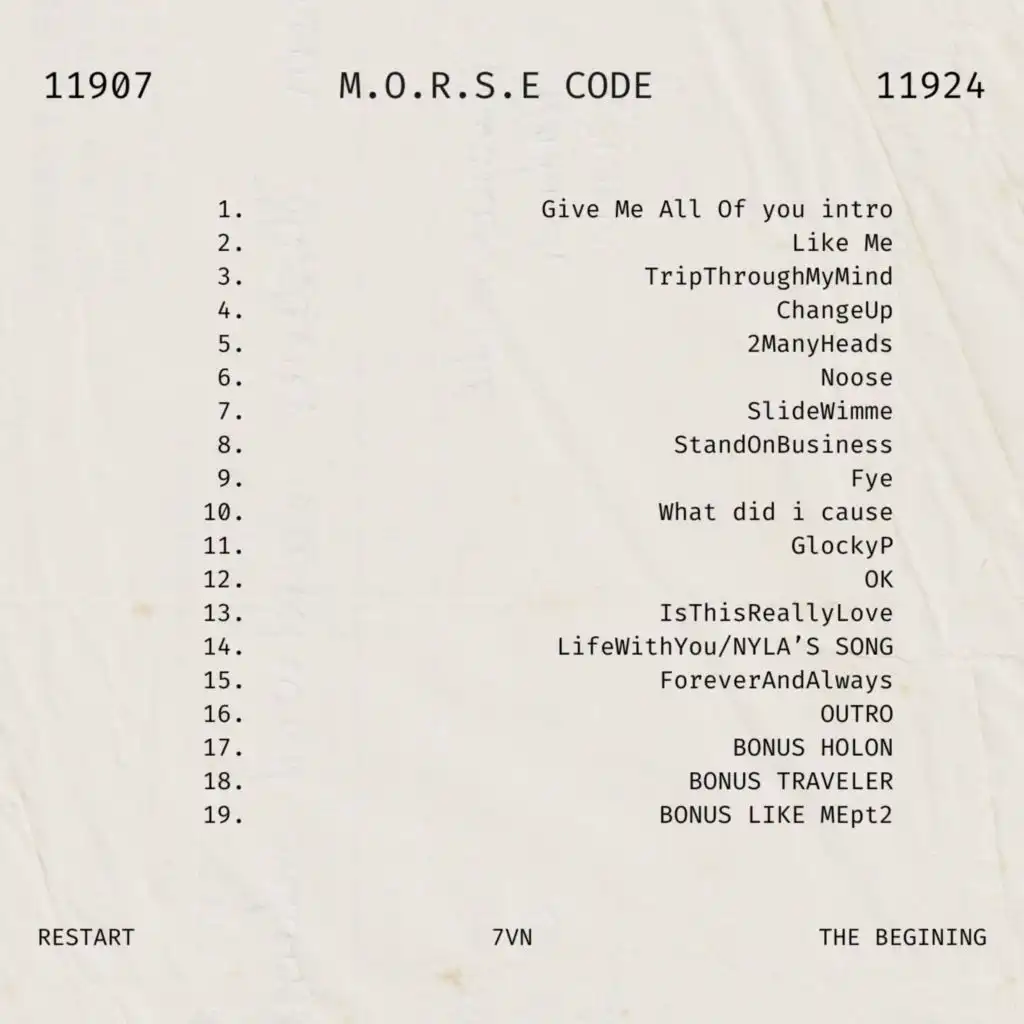 11907 M.O.R.S.E CODE 11924
1. Give Me All Of you intro
2. Like Me
3. TripThroughMyMind
4. ChangeUp
5. 2ManyHeads
6. Noose
7. SlideWimme
8. StandOnBusiness
9. Fye
10. What did i cause
11. GlockyP
12. OK
13. IsThisReallyLove
14. LifeWithYou/NYLA’S SONG
15. ForeverAndAlways
16. OUTRO
17. BONUS HOLON
18. BONUS TRAVELER
19. BONUS LIKE MEpt2
RESTART 7VN THE BEGINING